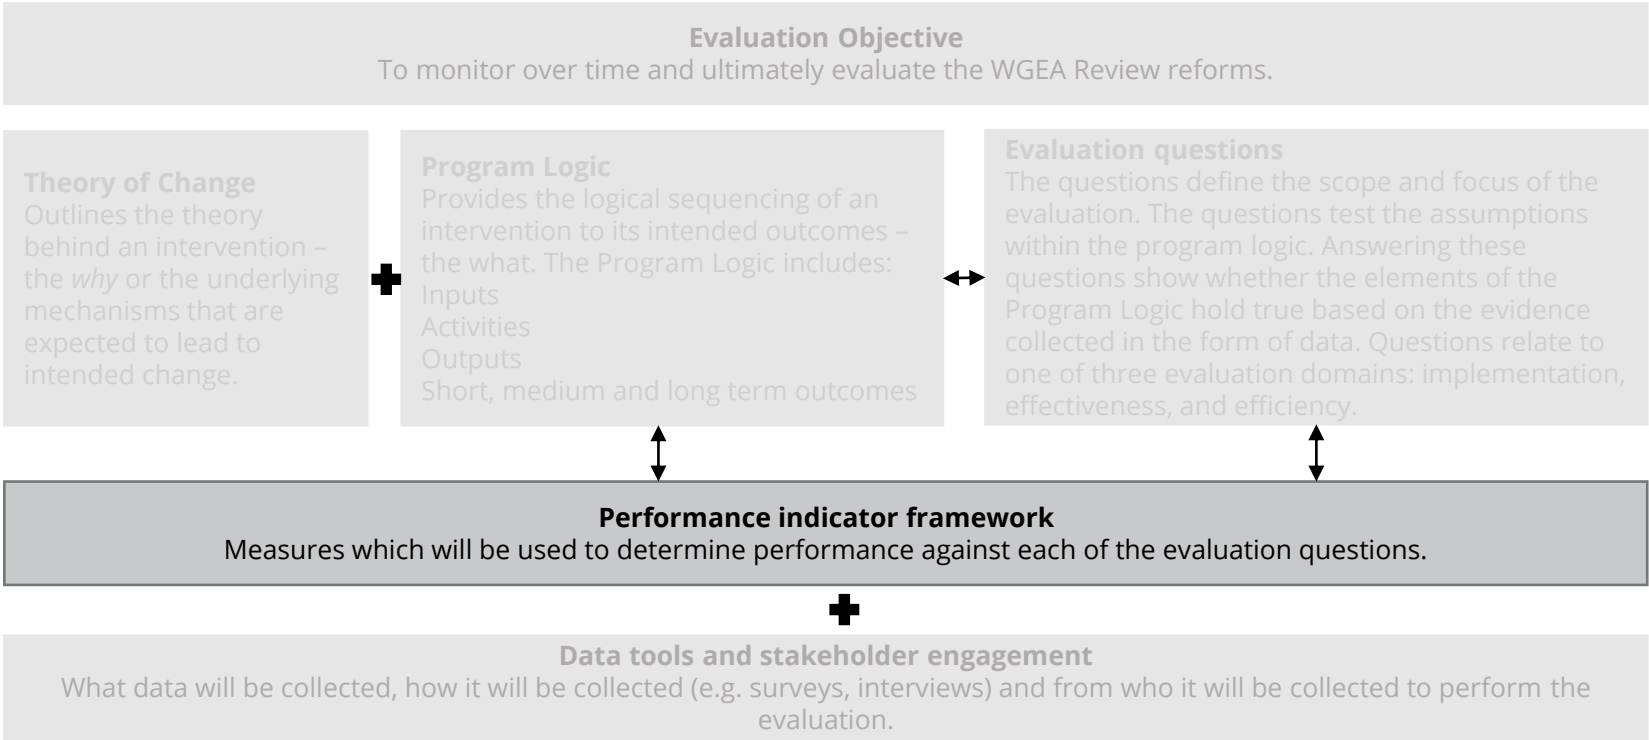 Evaluation Objective
To monitor over time and ultimately evaluate the WGEA Review reforms.
Theory of Change
Outlines the theory
behind an intervention –
the why or the underlying
mechanisms that are
expected to lead to
intended change.
Program Logic
Provides the logical sequencing of an
intervention to its intended outcomes –
the what. The Program Logic includes:
Inputs
Activities
Outputs
Short, medium and long term outcomes
Evaluation questions
The questions define the scope and focus of the
evaluation. The questions test the assumptions
within the program logic. Answering these
questions show whether the elements of the
Program Logic hold true based on the evidence
collected in the form of data. Questions relate to
one of three evaluation domains: implementation,
effectiveness, and efficiency.
Performance indicator framework
Measures which will be used to determine performance against each of the evaluation questions.
Data tools and stakeholder engagement
What data will be collected, how it will be collected (e.g. surveys, interviews) and from who it will be collected to perform the
evaluation.